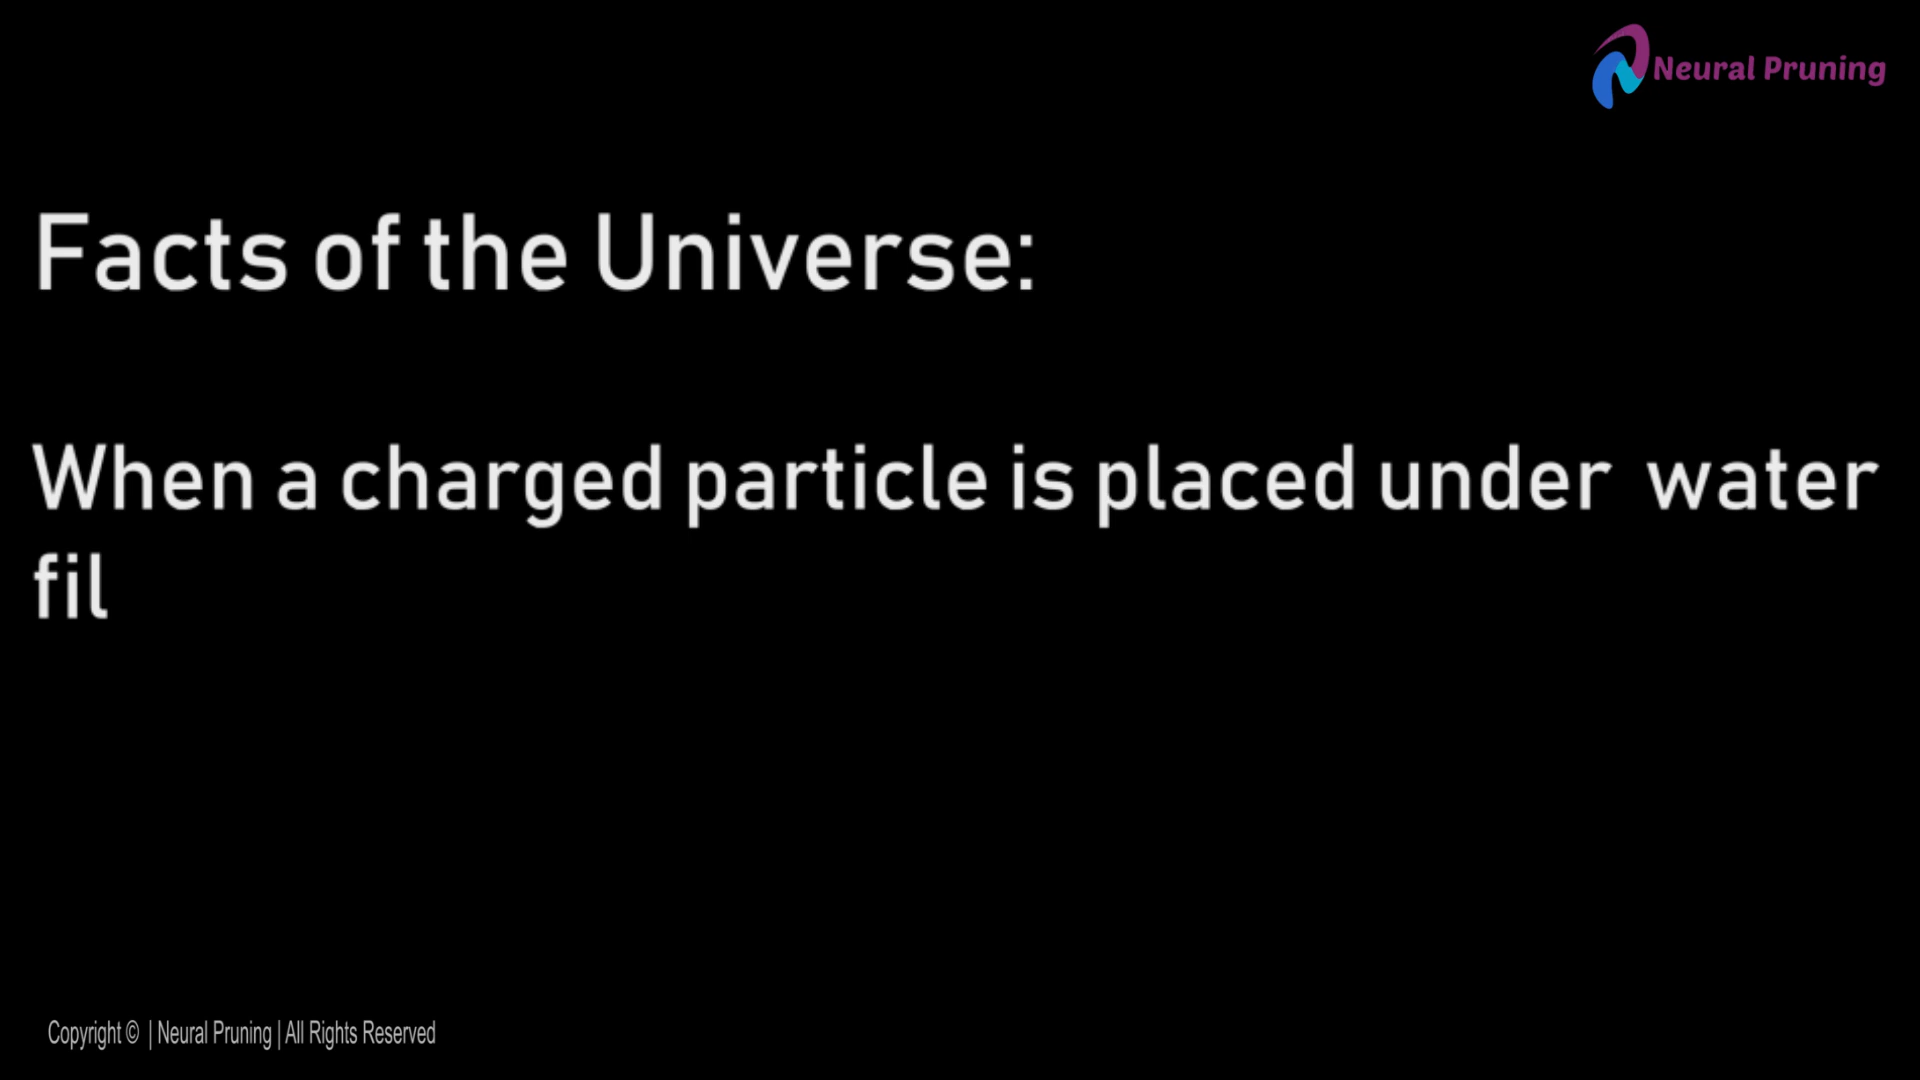 Neural Pruning
Facts of the Universe:
When a charged particle is placed under  water
fil
Copyright ©  | Neural Pruning | All Rights Reserved